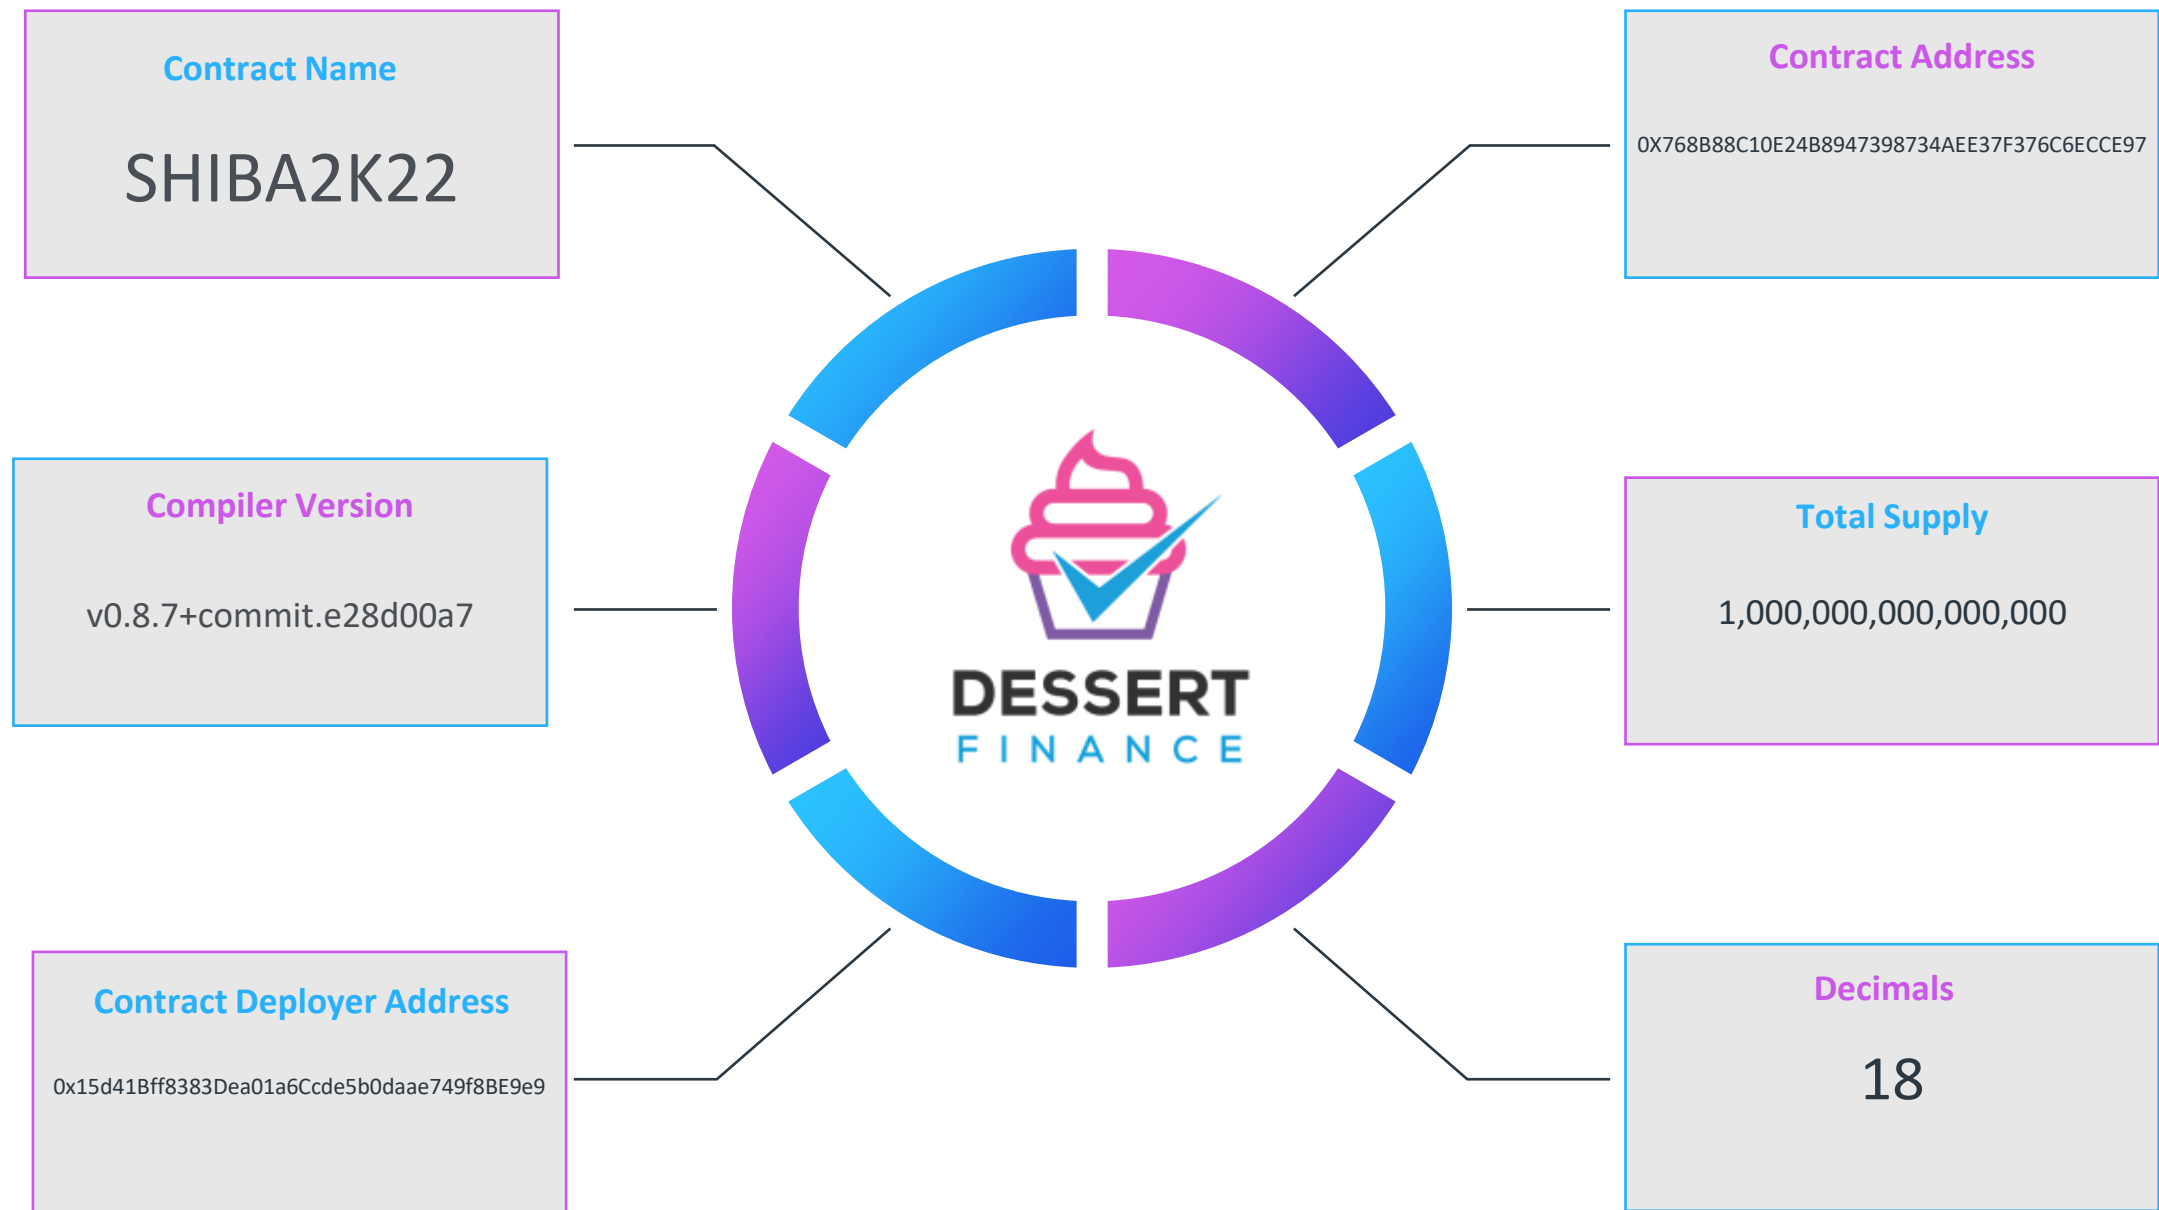 Contract Name
SHIBA2K22
Contract Address
0X768B88C10E24B8947398734AEE37F376C6ECCE97
Compiler Version
v0.8.7+commit.e28d00a7
Total Supply
1,000,000,000,000,000
DESSERT
FINANCE
Contract Deployer Address
0x15d41Bff8383Dea01a6Ccde5b0daae749f8BE9e9
Decimals
18